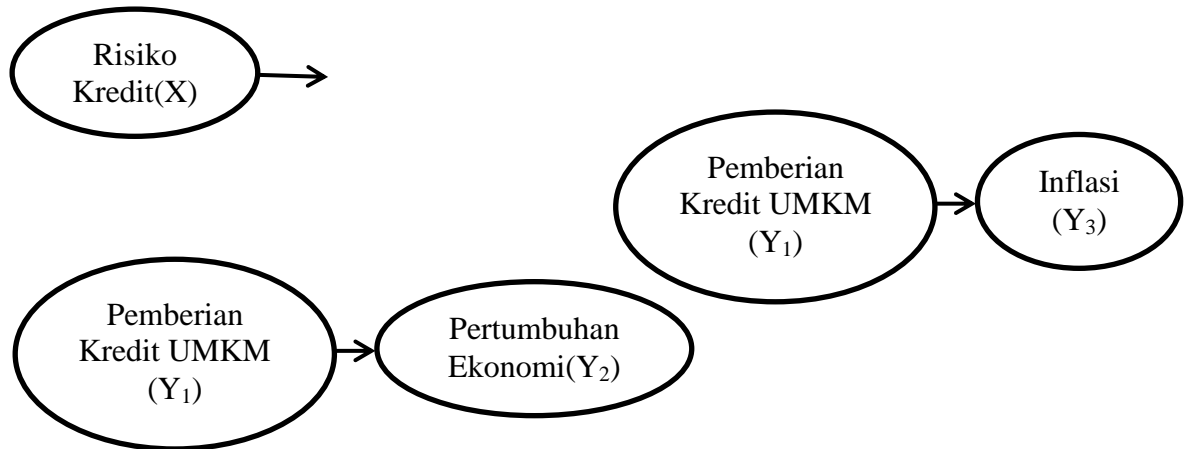 Risiko
Kredit(X)
Pemberian
Kredit UMKM
(Y₁)
Inflasi
(Y₃)
Pemberian
Kredit UMKM
(Y₁)
Pertumbuhan
Ekonomi(Y₂)